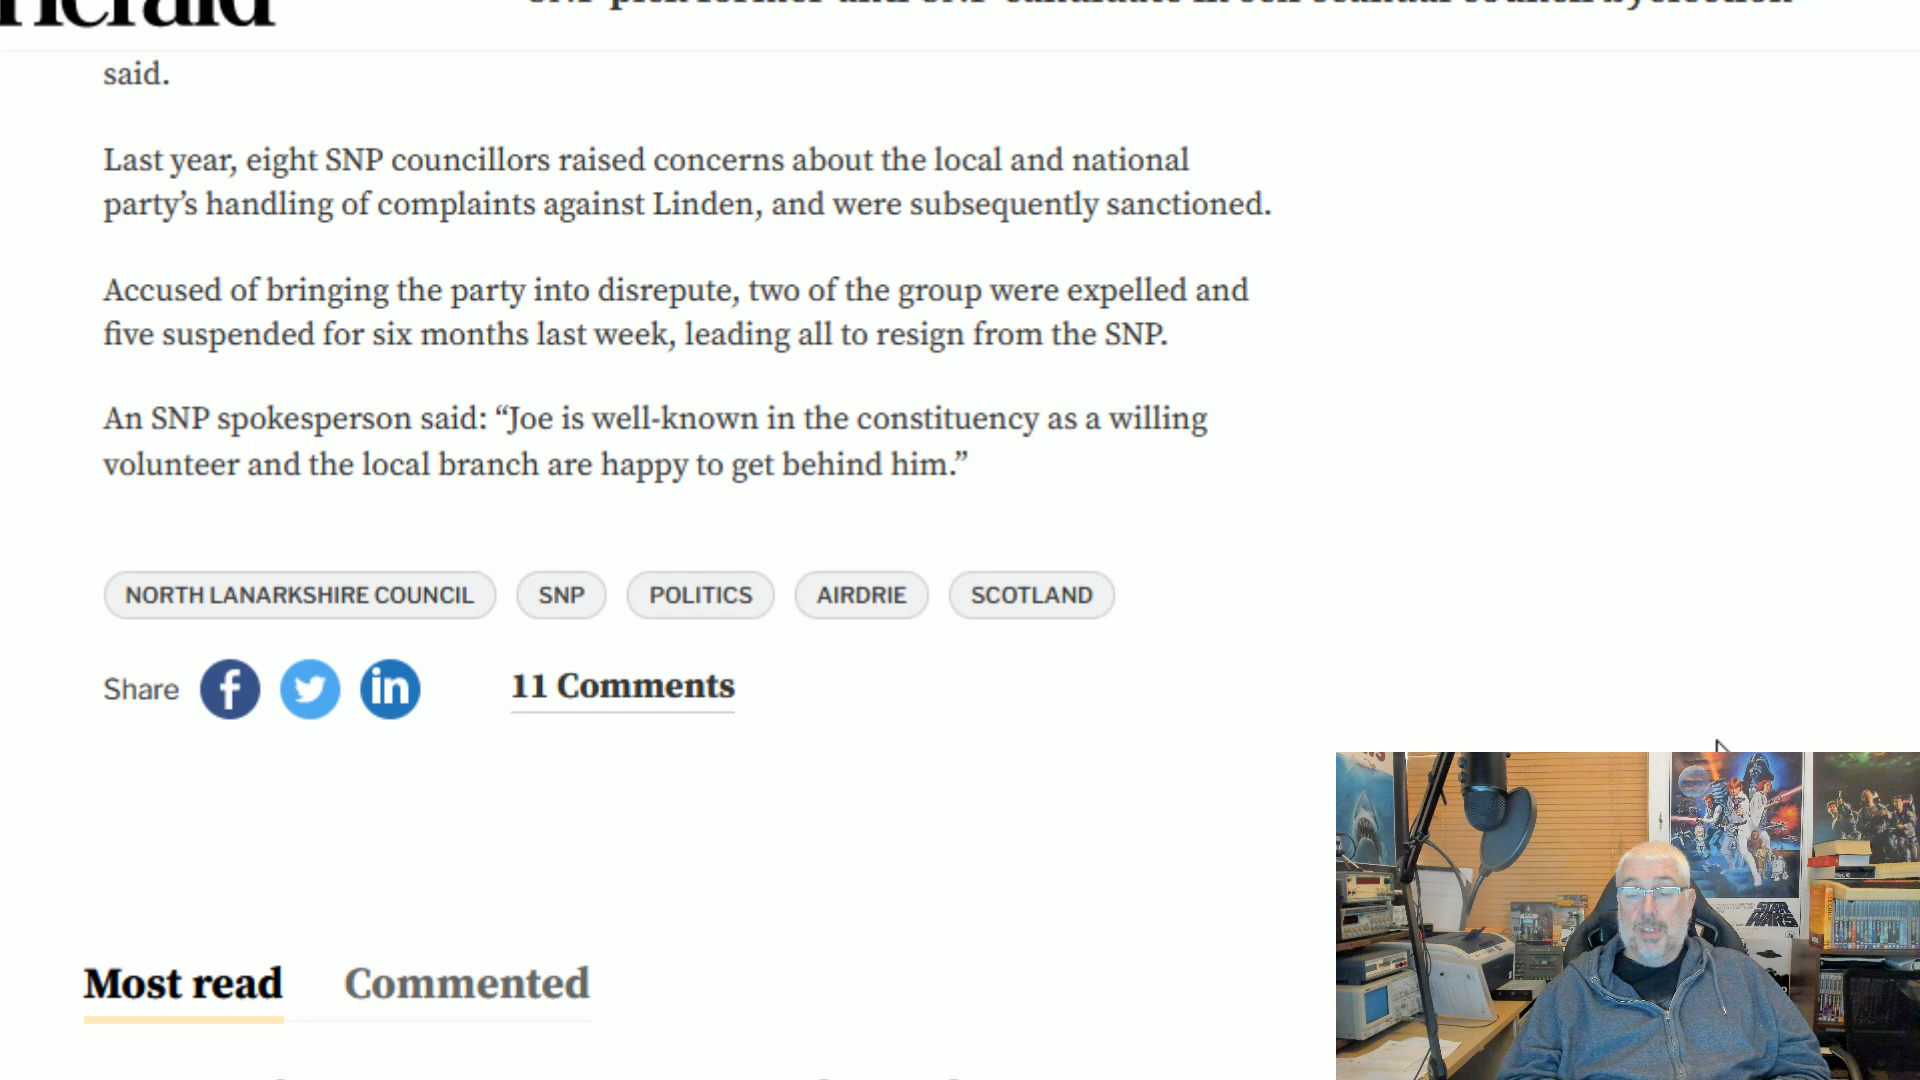 Herald
said.
Last year, eight SNP councillors raised concerns about the local and national
party’s handling of complaints against Linden, and were subsequently sanctioned.
Accused of bringing the party into disrepute, two of the group were expelled and
five suspended for six months last week, leading all to resign from the SNP.
An SNP spokesperson said: “Joe is well-known in the constituency as a willing
volunteer and the local branch are happy to get behind him.”
NORTH LANARKSHIRE COUNCIL SNP POLITICS AIRDRIE SCOTLAND
Share f in 11 Comments
STAR
WARS
Most read Commented